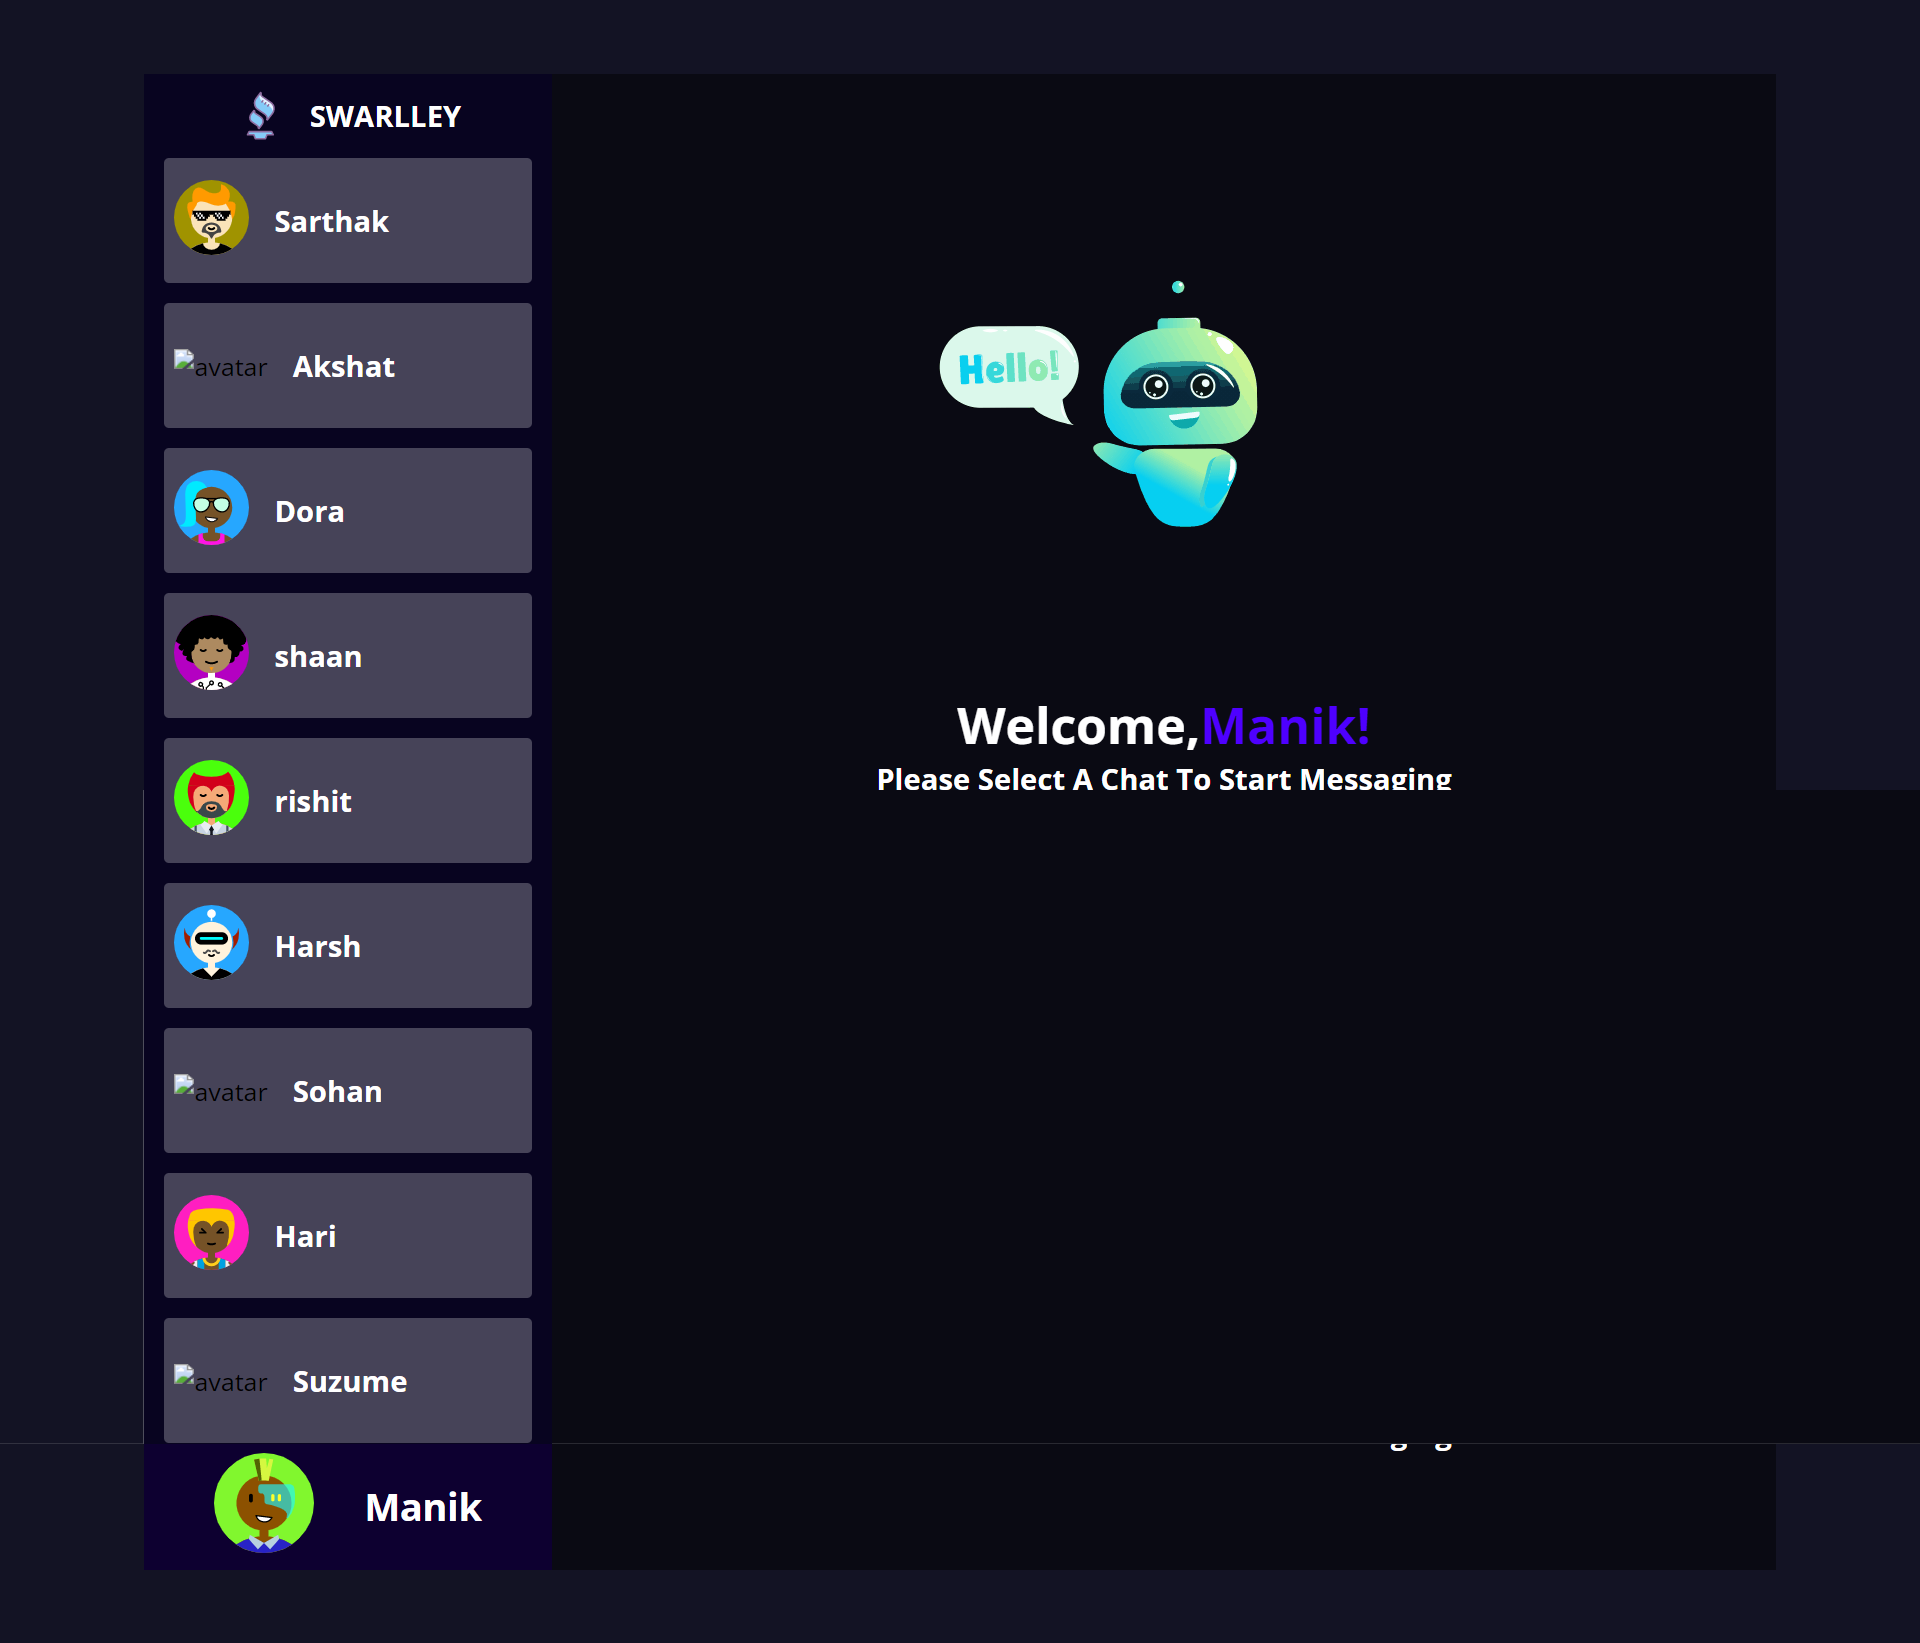 SWARLLEY
Sarthak
avatar Akshat
Dora
shaan
rishit
Harsh
avatar Sohan
Hari
avatar Suzume
Manik
Hello!
Welcome,Manik!
Please Select A Chat To Start Messaging